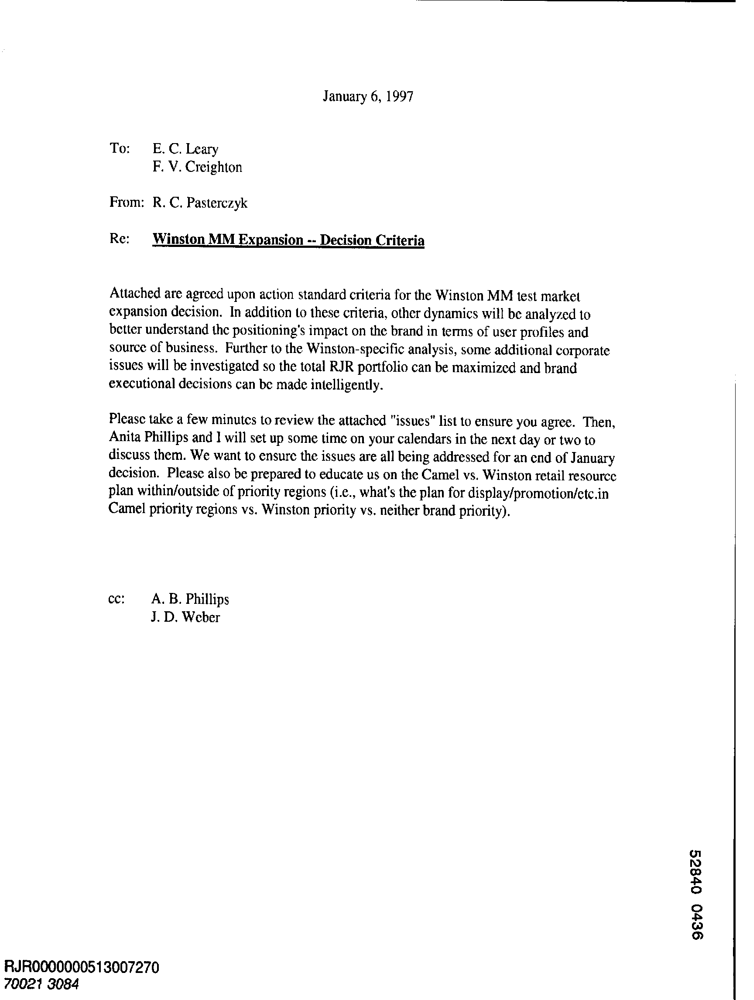 January 6, 1997
To: E. C. Leary
F. V. Creighton
From: R. C. Pasterczyk
Re: Winston MM Expansion -- Decision Criteria
Attached are agreed upon action standard criteria for the Winston MM test market
expansion decision. In addition to these criteria, other dynamics will be analyzed to
better understand the positioning's impact on the brand in terms of user profiles and
source of business. Further to the Winston-specific analysis, some additional corporate
issues will be investigated so the total RJR portfolio can be maximized and brand
executional decisions can be made intelligently.
Please take a few minutes to review the attached "issues" list to ensure you agree. Then,
Anita Phillips and I will set up some time on your calendars in the next day or two to
discuss them. We want to ensure the issues are all being addressed for an end of January
decision. Please also be prepared to educate us on the Camel vs. Winston retail resource
plan within/outside of priority regions (i.e., what's the plan for display/promotion/etc.in
Camel priority regions vs. Winston priority vs. neither brand priority).
cc: A. B. Phillips
J. D. Weber
52840 0436
RJR0000000513007270
70021 3084